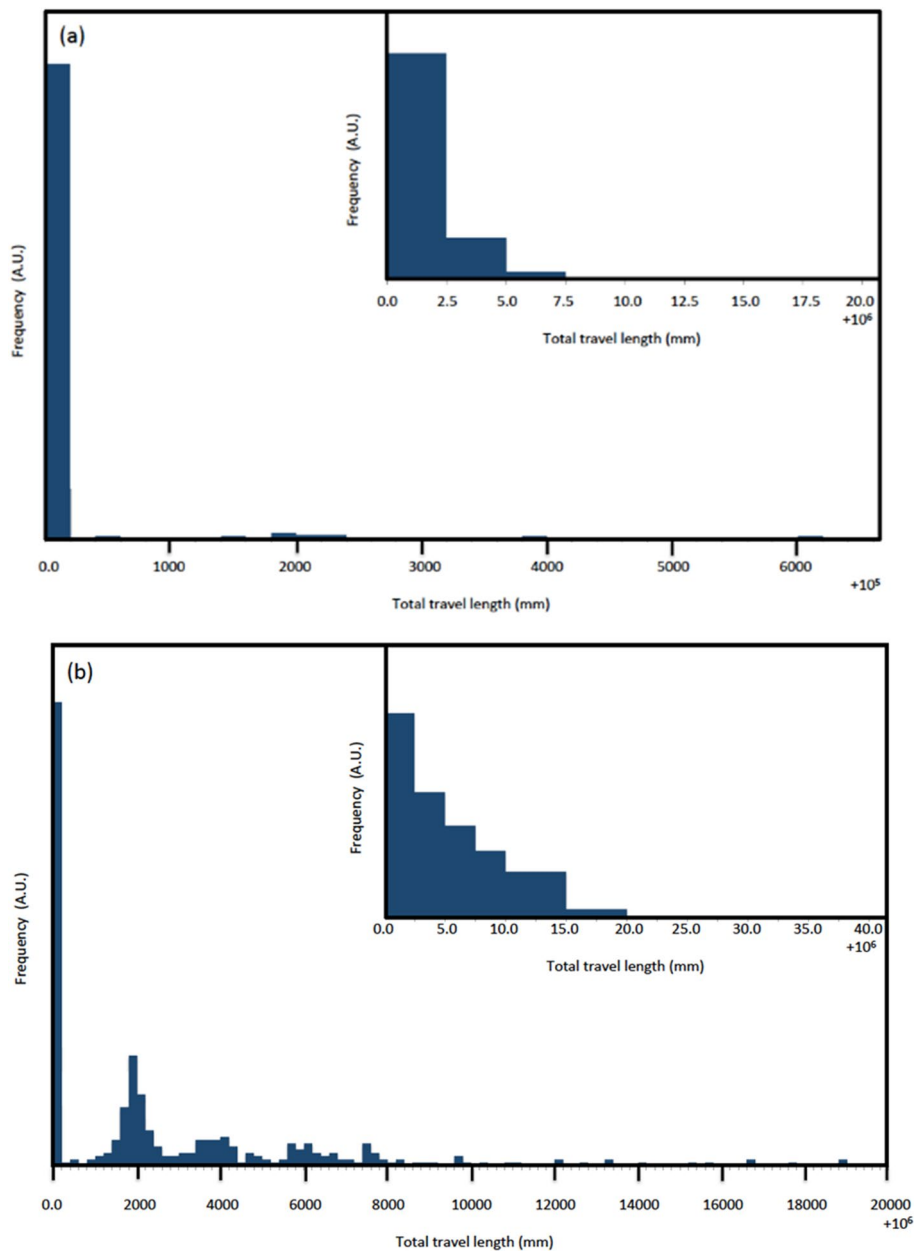 (a)
Frequency (A.U.)
Frequency (A.U.)
0.0 2.5 5.0 7.5 10.0 12.5 15.0 17.5 20.0
+10⁶
Total travel length (mm)
0.0 1000 2000 3000 4000 5000 6000
+10⁵
Total travel length (mm)
(b)
Frequency (A.U.)
Frequency (A.U.)
0.0 5.0 10.0 15.0 20.0 25.0 30.0 35.0 40.0
+10⁶
Total travel length (mm)
0.0 2000 4000 6000 8000 10000 12000 14000 16000 18000 20000
+10⁶
Total travel length (mm)